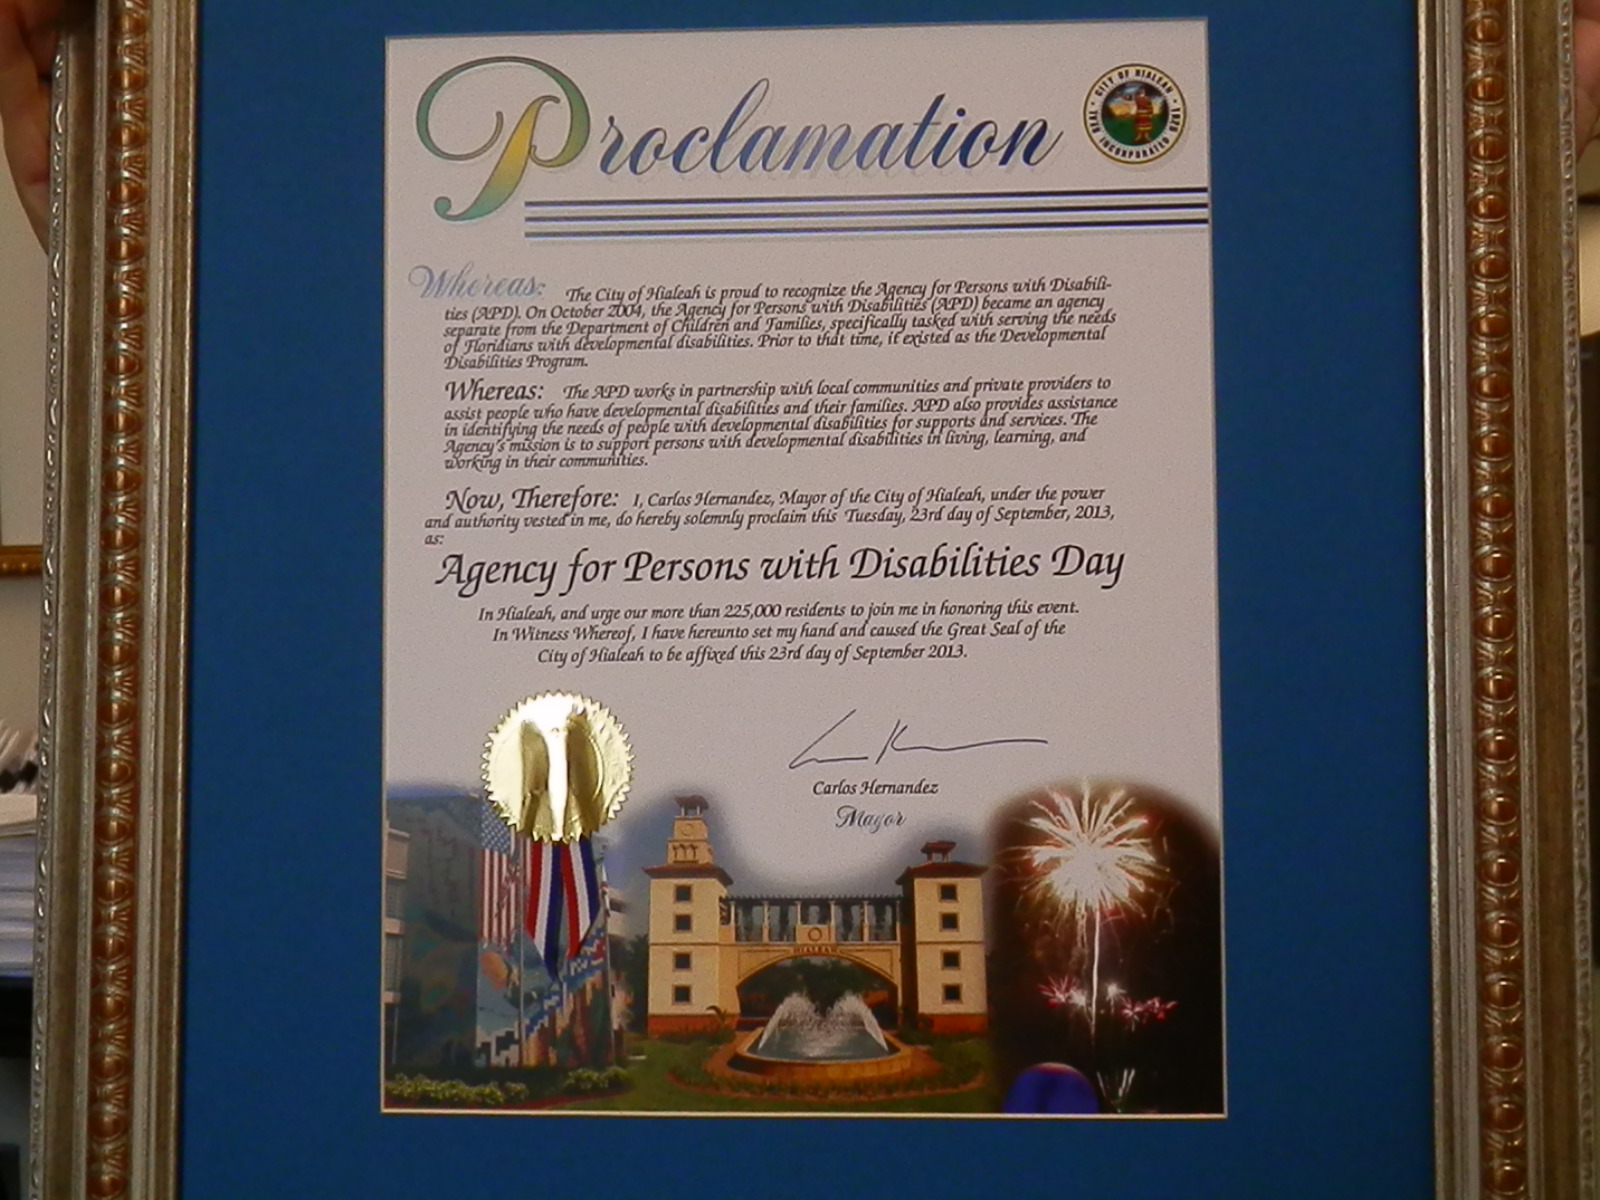 Proclamation
CITY OF HIALEAH • 1925 • INCORPORATED
Whereas: The City of Hialeah is proud to recognize the Agency for Persons with Disabili-
ties (APD). On October 2004, the Agency for Persons with Disabilities (APD) became an agency
separate from the Department of Children and Families, specifically tasked with serving the needs
of Floridians with developmental disabilities. Prior to that time, it existed as the Developmental
Disabilities Program.
Whereas: The APD works in partnership with local communities and private providers to
assist people who have developmental disabilities and their families. APD also provides assistance
in identifying the needs of people with developmental disabilities for supports and services. The
Agency's mission is to support persons with developmental disabilities in living, learning, and
working in their communities.
Now, Therefore: I, Carlos Hernandez, Mayor of the City of Hialeah, under the power
and authority vested in me, do hereby solemnly proclaim this Tuesday, 23rd day of September, 2013,
as:
Agency for Persons with Disabilities Day
In Hialeah, and urge our more than 225,000 residents to join me in honoring this event.
In Witness Whereof, I have hereunto set my hand and caused the Great Seal of the
City of Hialeah to be affixed this 23rd day of September 2013.
Carlos Hernandez
Mayor
HIALEAH